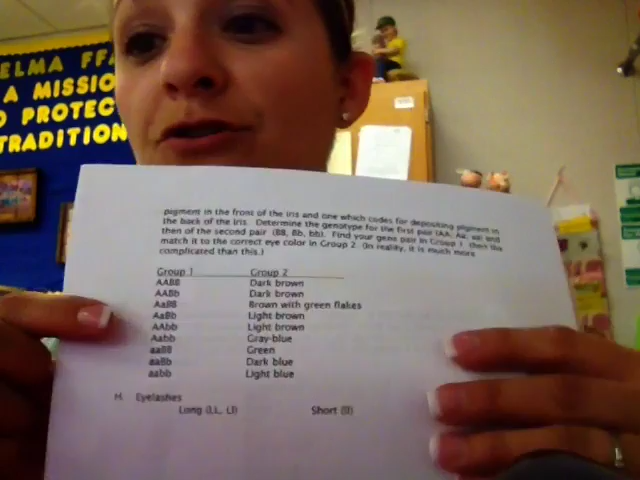 ELMA FFA
A MISSIO
O PROTEC
TRADITION
pigment in the front of the iris and one which codes for depositing pigment in
the back of the iris. Determine the genotype for the first pair (AA, Aa, aa) and
then of the second pair (BB, Bb, bb). Find your gene pair in Group 1, then
match it to the correct eye color in Group 2. (In reality, it is much more
complicated than this.)
Group 1 Group 2
AABB Dark brown
AABb Dark brown
AaBB Brown with green flakes
AaBb Light brown
AAbb Light brown
Aabb Gray-blue
aaBB Green
aaBb Dark blue
aabb Light blue
H. Eyelashes
Long (LL, Ll) Short (ll)